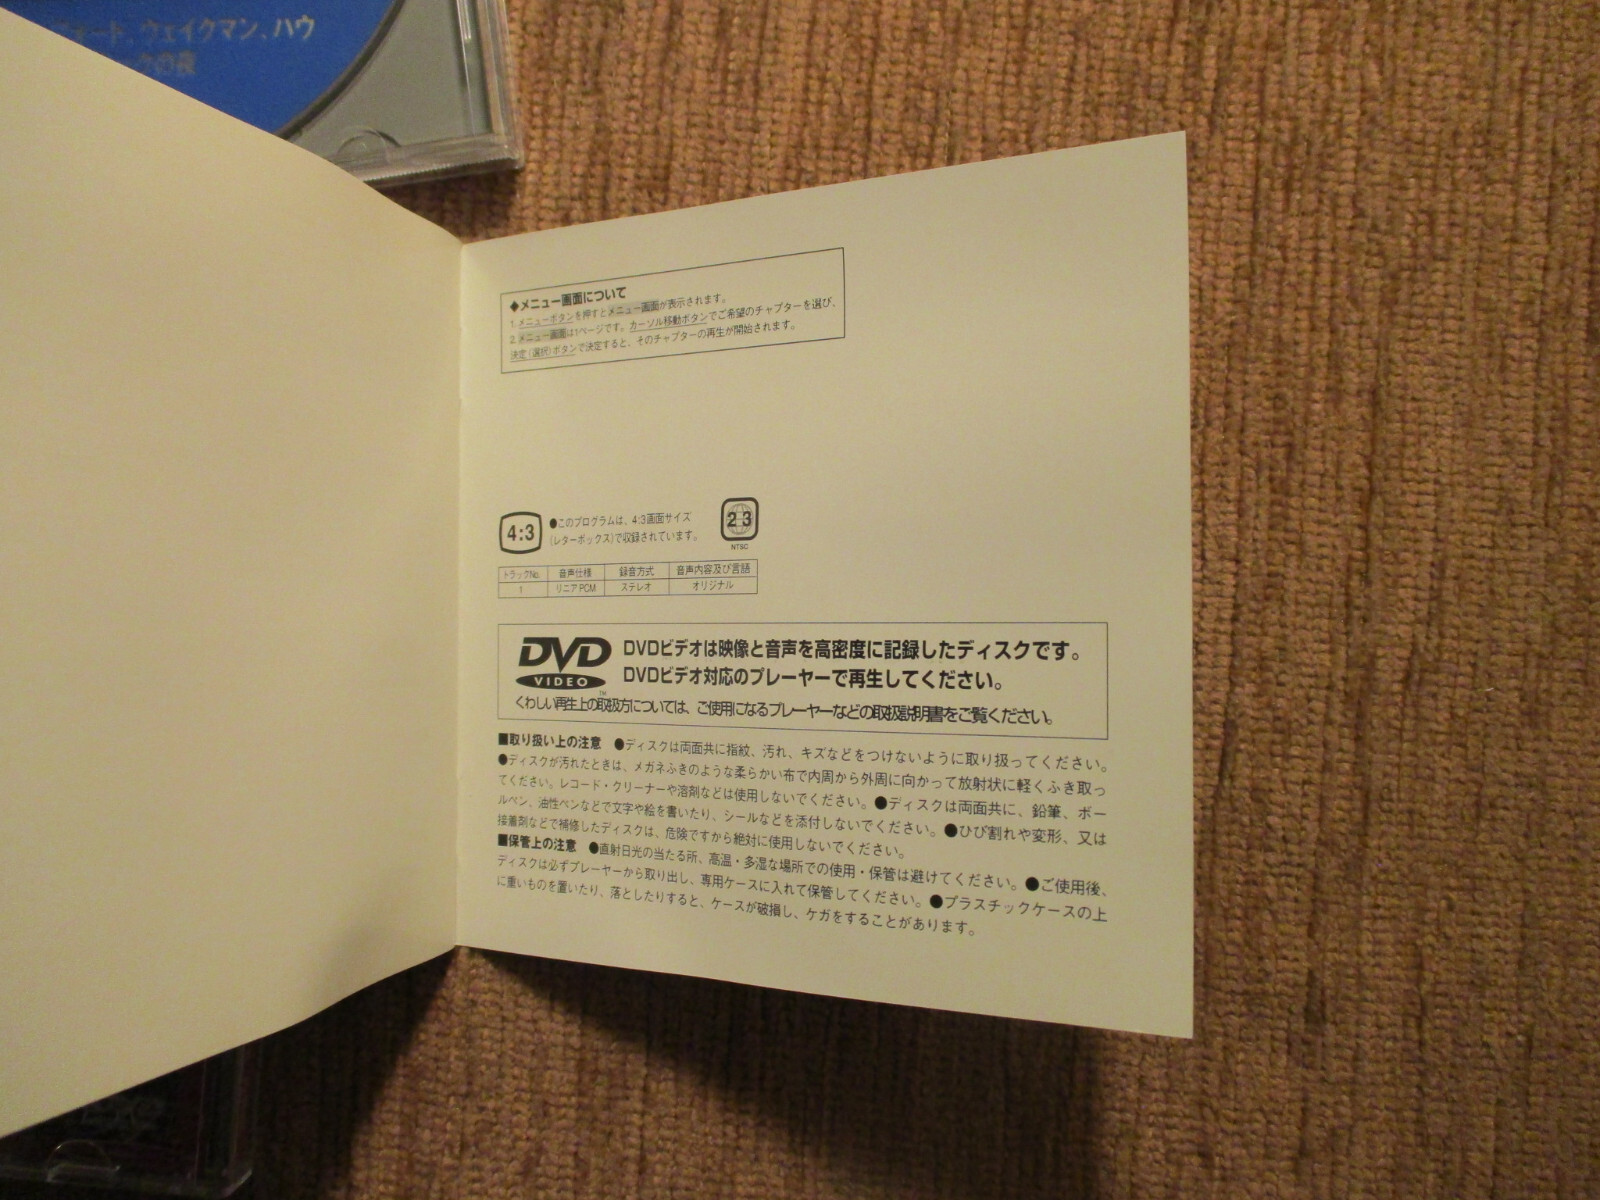 ード、ウェイクマン、ハウ
クの夜
◆メニュー画面について
1. メニューボタンを押すとメニュー画面が表示されます。
2. メニュー画面は1ページです。カーソル移動ボタンでご希望のチャプターを選び、
決定(選択)ボタンで決定すると、そのチャプターの再生が開始されます。
4:3
●このプログラムは、4:3画面サイズ
(レターボックス)で収録されています。
2 3
NTSC
トラックNo. 音声仕様 録音方式 音声内容及び言語
1 リニアPCM ステレオ オリジナル
DVD
VIDEO
TM
DVDビデオは映像と音声を高密度に記録したディスクです。
DVDビデオ対応のプレーヤーで再生してください。
くわしい再生上の取扱方については、ご使用になるプレーヤーなどの取扱説明書をご覧ください。
■取り扱い上の注意 ●ディスクは両面共に指紋、汚れ、キズなどをつけないように取り扱ってください。
●ディスクが汚れたときは、メガネふきのような柔らかい布で内周から外周に向かって放射状に軽くふき取っ
てください。レコード・クリーナーや溶剤などは使用しないでください。●ディスクは両面共に、鉛筆、ボー
ルペン、油性ペンなどで文字や絵を書いたり、シールなどを添付しないでください。●ひび割れや変形、又は
接着剤などで補修したディスクは、危険ですから絶対に使用しないでください。
■保管上の注意 ●直射日光の当たる所、高温・多湿な場所での使用・保管は避けてください。●ご使用後、
ディスクは必ずプレーヤーから取り出し、専用ケースに入れて保管してください。●プラスチックケースの上
に重いものを置いたり、落としたりすると、ケースが破損し、ケガをすることがあります。